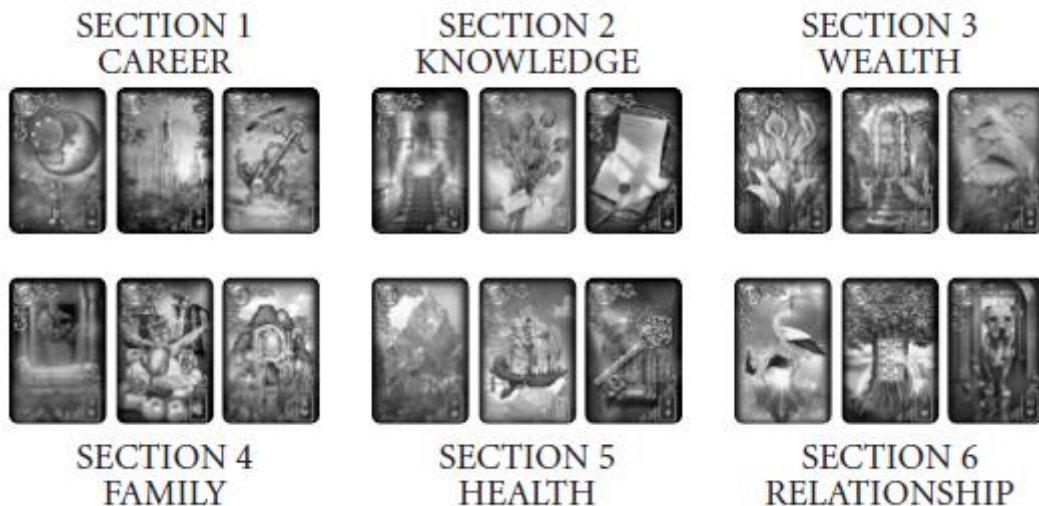 SECTION 1
CAREER
SECTION 2
KNOWLEDGE
SECTION 3
WEALTH
SECTION 4
FAMILY
SECTION 5
HEALTH
SECTION 6
RELATIONSHIP